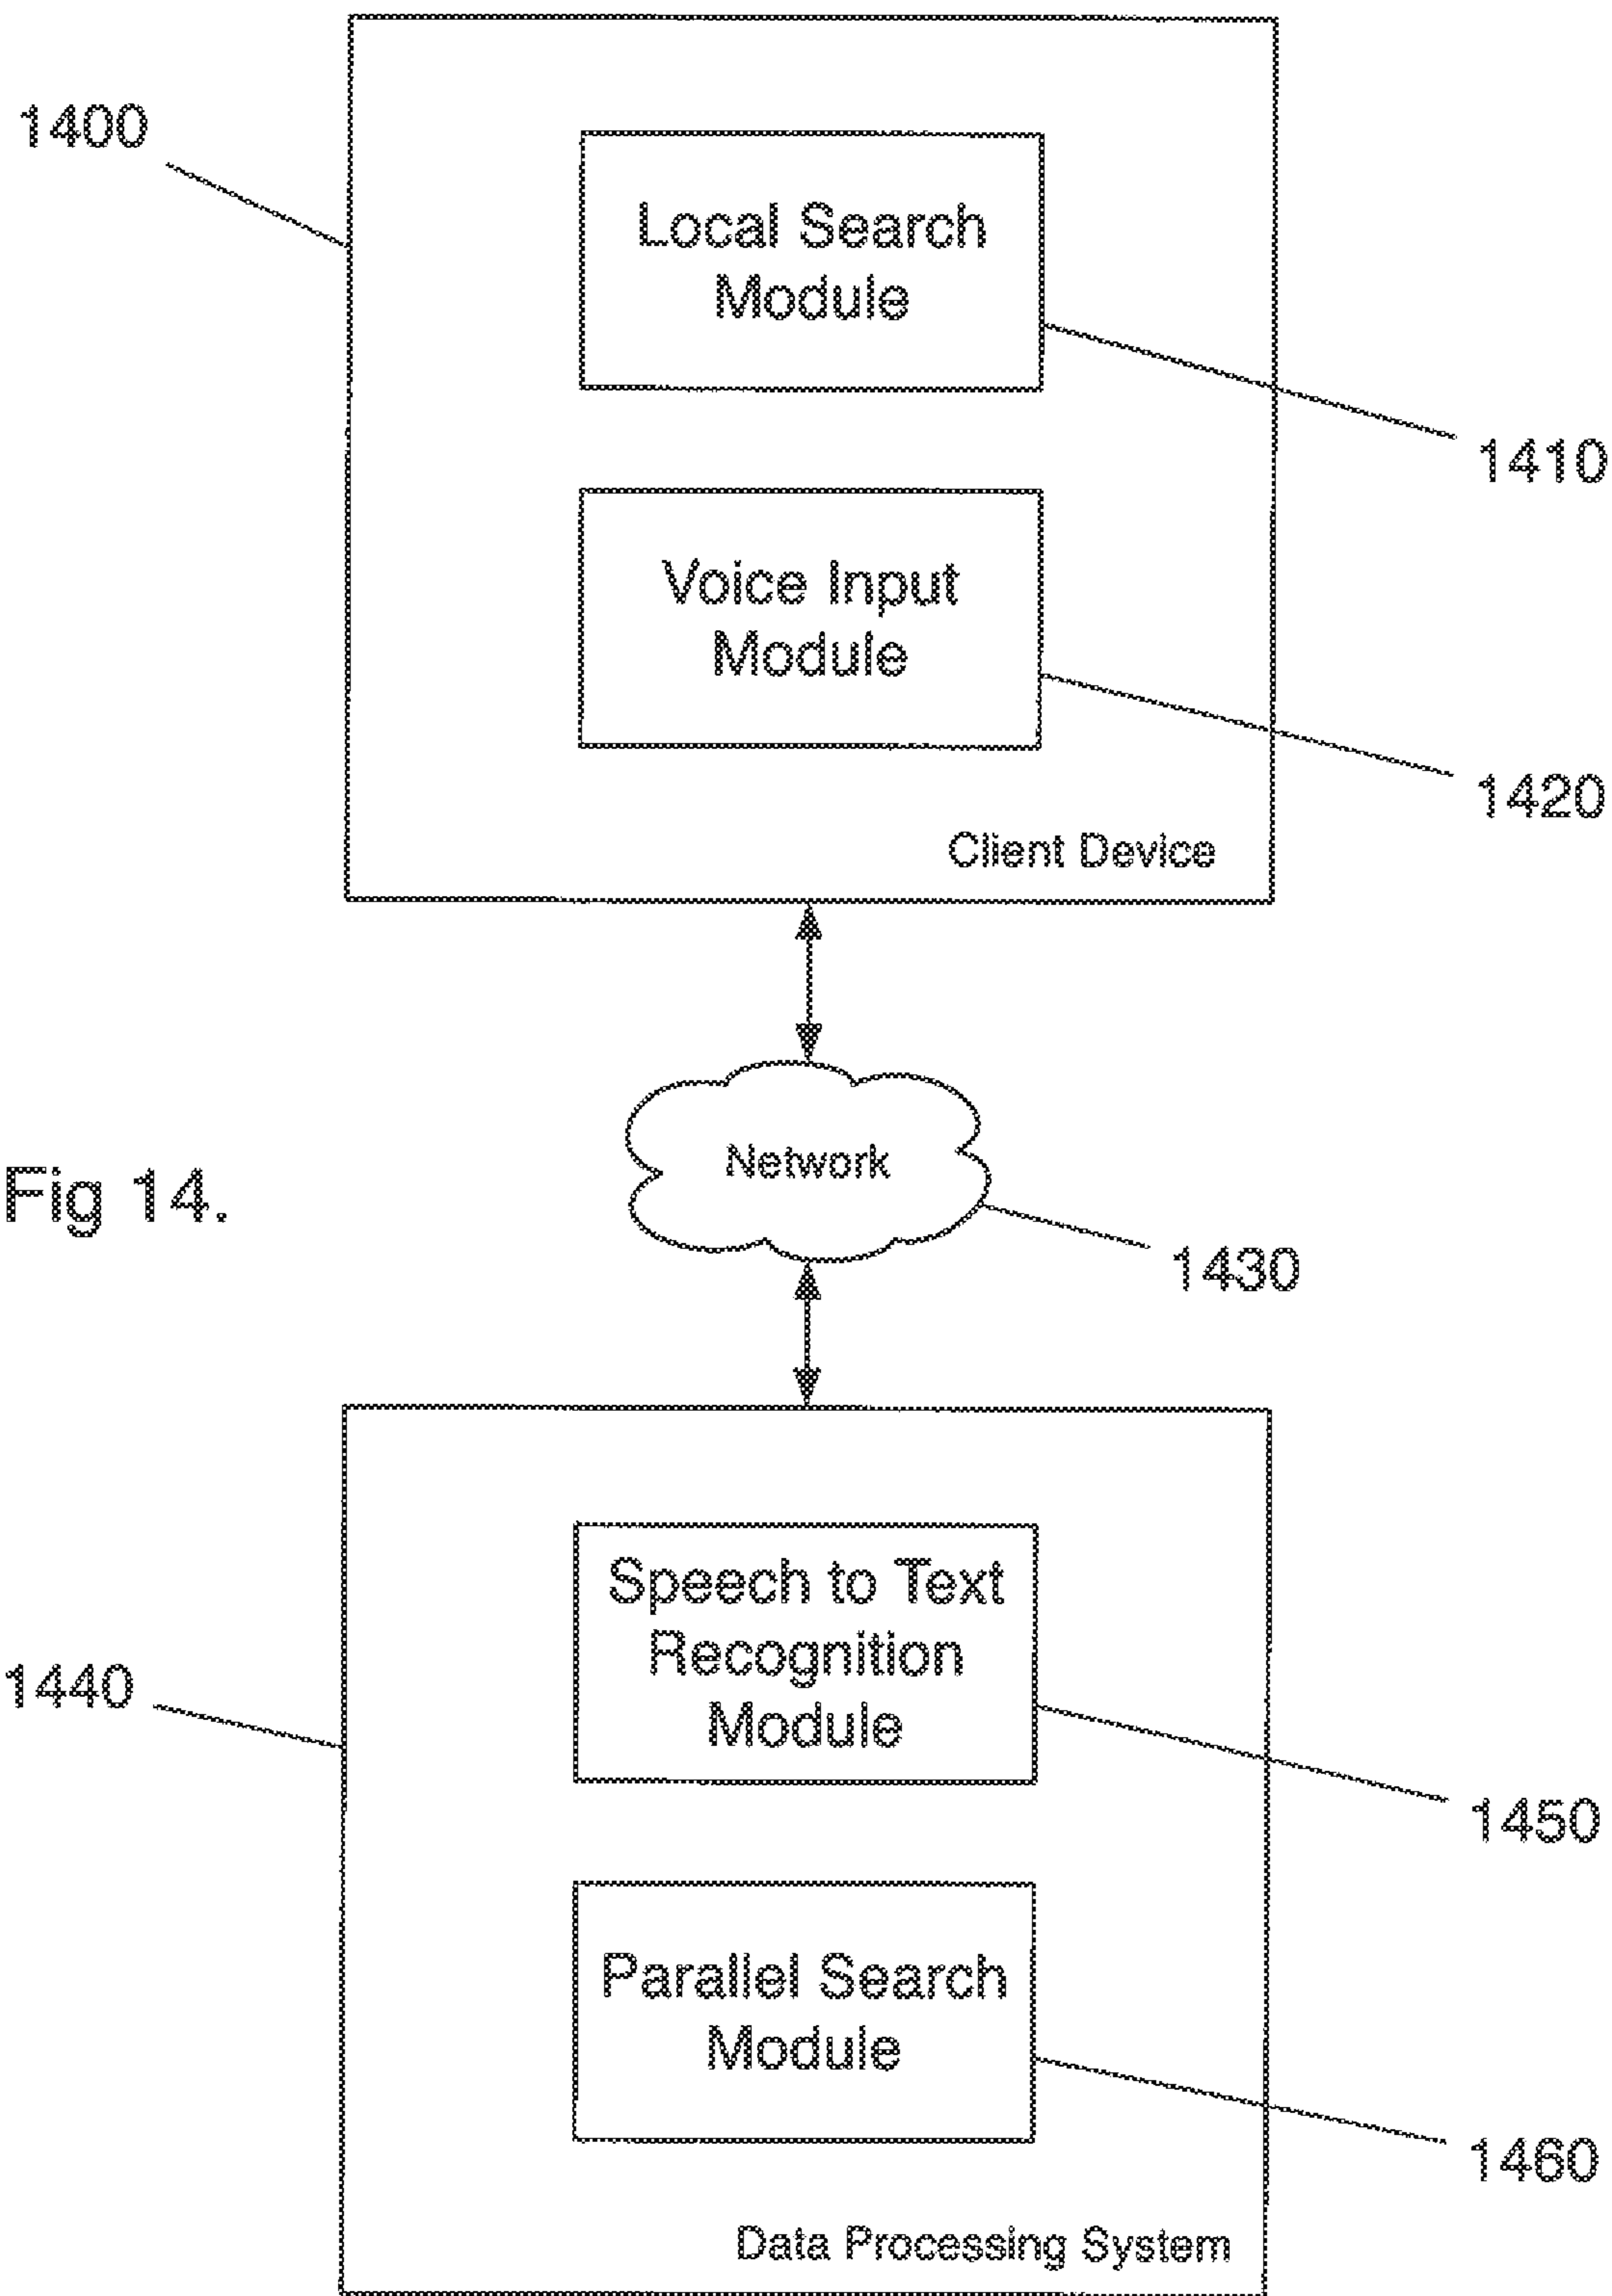 1400
Local Search
Module
1410
Voice Input
Module
1420
Client Device
Network
Fig 14.
1430
Speech to Text
Recognition
Module
1440
1450
Parallel Search
Module
1460
Data Processing System